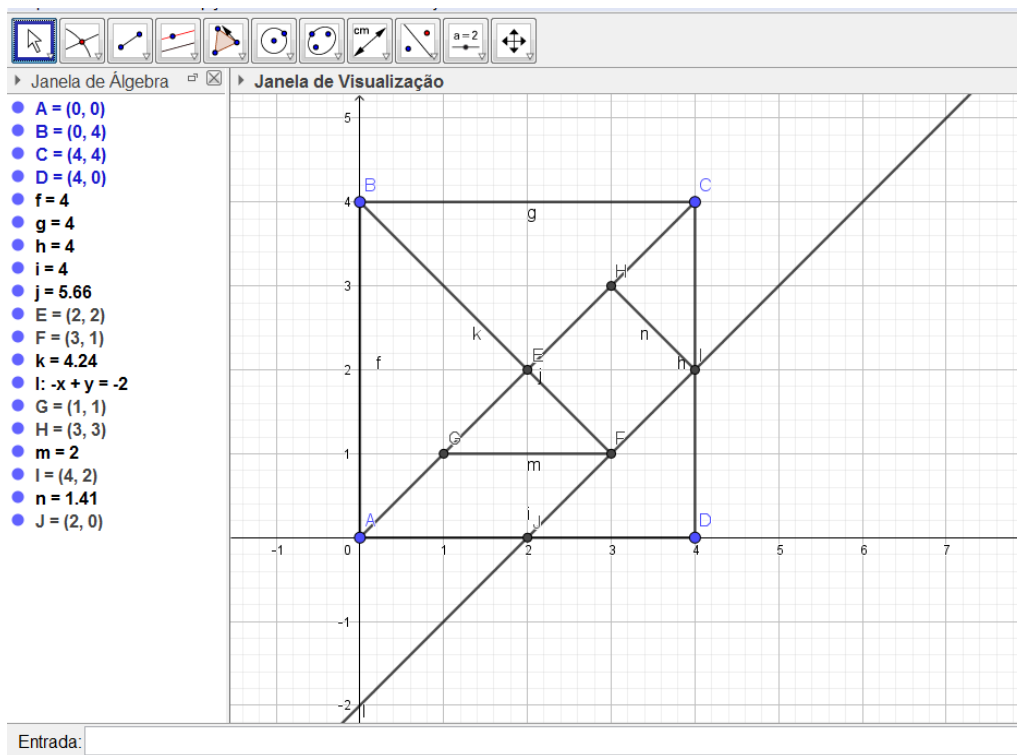 cm
a=2
Janela de Álgebra
Janela de Visualização
A = (0, 0)
B = (0, 4)
C = (4, 4)
D = (4, 0)
f = 4
g = 4
h = 4
i = 4
j = 5.66
E = (2, 2)
F = (3, 1)
k = 4.24
l: -x + y = -2
G = (1, 1)
H = (3, 3)
m = 2
I = (4, 2)
n = 1.41
J = (2, 0)
5
B
C
4
g
H
3
k
n
E
I
2
f
j
h
G
F
1
m
A
i
J
D
-1
0
1
2
3
4
5
6
7
-1
-2
l
Entrada: